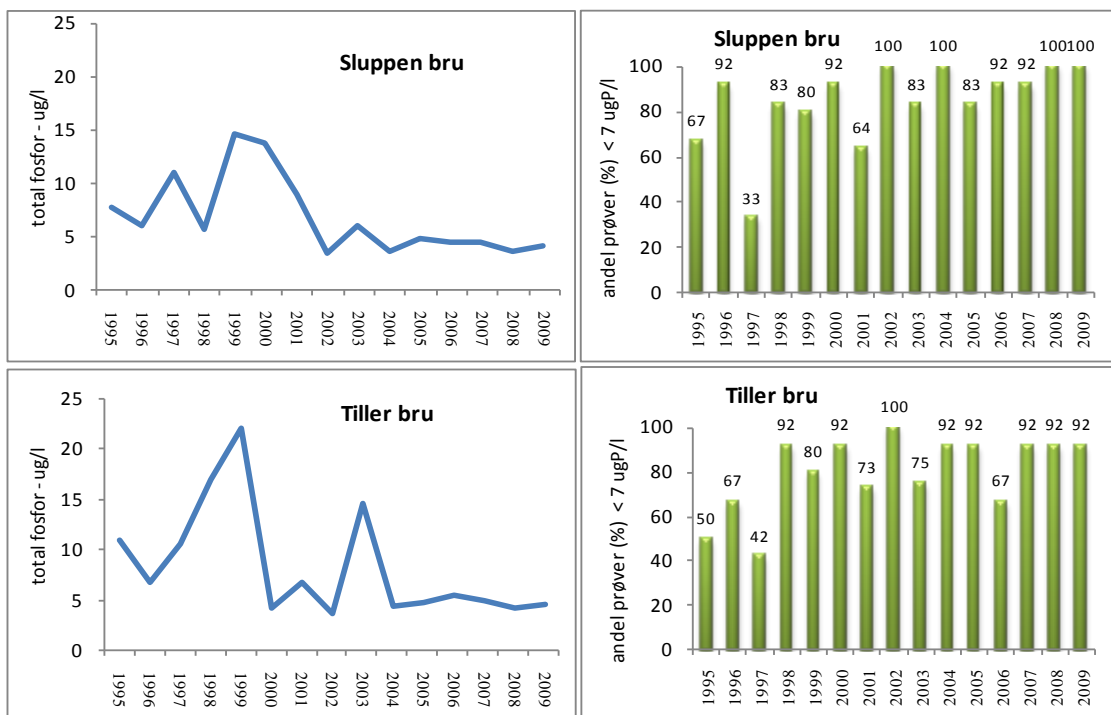 Sluppen bru
total fosfor - ug/l
25
20
15
10
5
0
1995 1996 1997 1998 1999 2000 2001 2002 2003 2004 2005 2006 2007 2008 2009
Sluppen bru
andel prøver (%) < 7 ugP/l
100
80
60
40
20
0
67 92 33 83 80 92 64 100 83 100 83 92 92 100 100
1995 1996 1997 1998 1999 2000 2001 2002 2003 2004 2005 2006 2007 2008 2009
Tiller bru
total fosfor - ug/l
25
20
15
10
5
0
1995 1996 1997 1998 1999 2000 2001 2002 2003 2004 2005 2006 2007 2008 2009
Tiller bru
andel prøver (%) < 7 ugP/l
100
80
60
40
20
0
50 67 42 92 80 92 73 100 75 92 92 67 92 92 92
1995 1996 1997 1998 1999 2000 2001 2002 2003 2004 2005 2006 2007 2008 2009